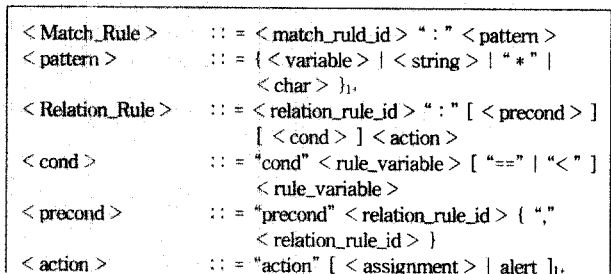 < Match_Rule > : : = < match_ruld_id > “ : ” < pattern >
< pattern > : : = { < variable > | < string > | “ * ” |
< char > }1+
< Relation_Rule > : : = < relation_rule_id > “ : ” [ < precond > ]
[ < cond > ] < action >
< cond > : : = “cond” < rule_variable > [ “==” | “< ” ]
< rule_variable >
< precond > : : = “precond” < relation_rule_id > { “,”
< relation_rule_id > }
< action > : : = “action” [ < assignment > | alert ]1+